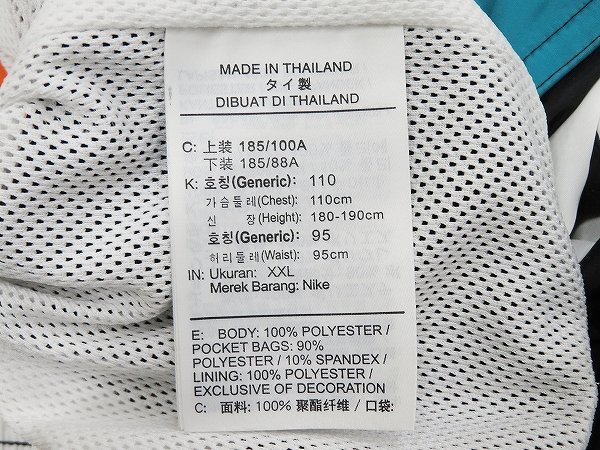 MADE IN THAILAND
タイ製
DIBUAT DI THAILAND
C: 上装 185/100A
下装 185/88A
K: 호칭(Generic): 110
가슴둘레(Chest): 110cm
신 장(Height): 180-190cm
호칭(Generic): 95
허리둘레(Waist): 95cm
IN: Ukuran: XXL
Merek Barang: Nike
E: BODY: 100% POLYESTER /
POCKET BAGS: 90%
POLYESTER / 10% SPANDEX /
LINING: 100% POLYESTER /
EXCLUSIVE OF DECORATION
C: 面料: 100% 聚酯纤维 / 口袋: